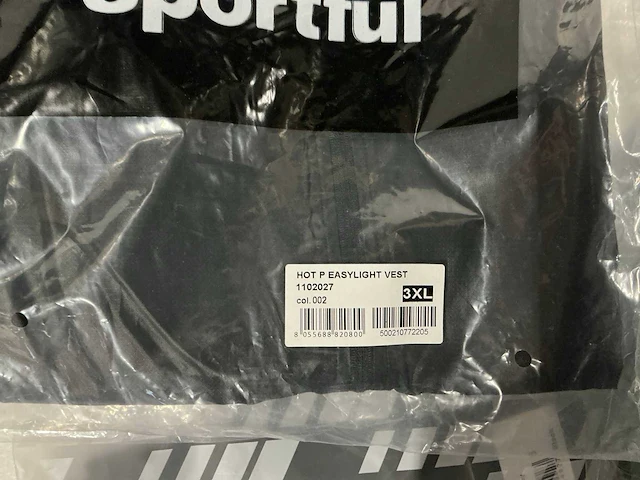 Sportful
HOT P EASYLIGHT VEST
1102027
3XL
col. 002
8 055688 820800
500210772205